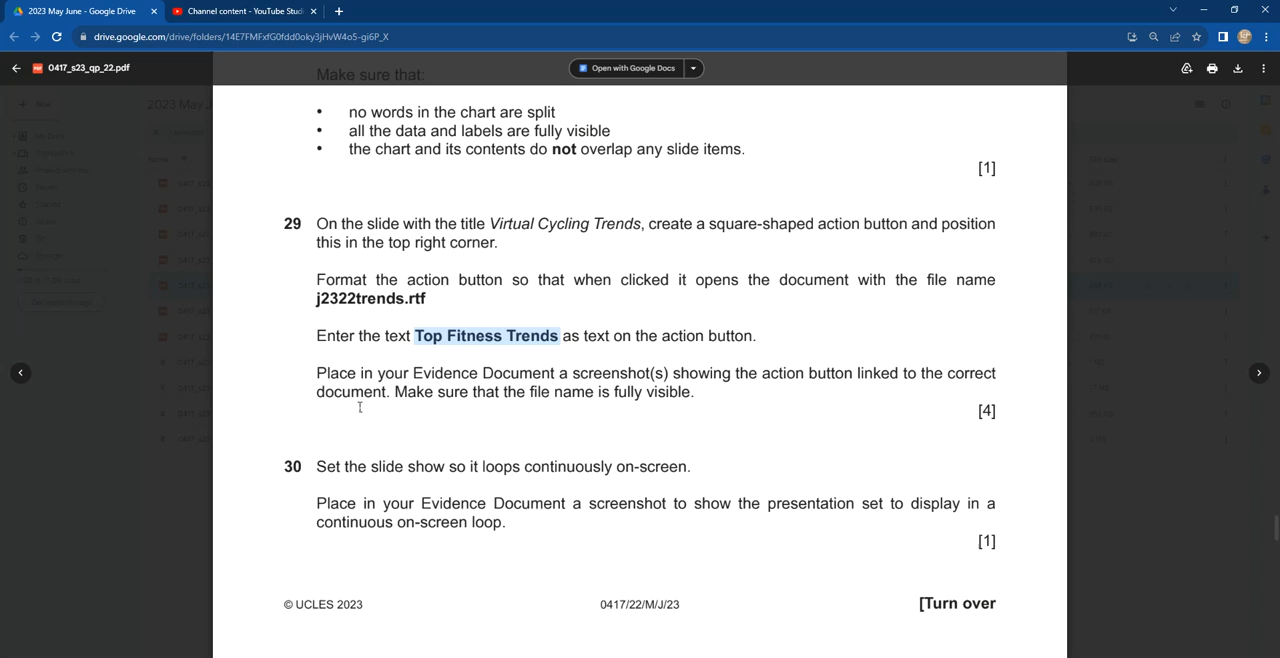 2023 May June - Google Drive
Channel content - YouTube Studi
drive.google.com/drive/folders/14E7FMFxfG0fdd0oky3jHvW4o5-gi6P_X
0417_s23_qp_22.pdf
Open with Google Docs
Make sure that:
• no words in the chart are split
• all the data and labels are fully visible
• the chart and its contents do not overlap any slide items.
[1]
29 On the slide with the title Virtual Cycling Trends, create a square-shaped action button and position
this in the top right corner.
Format the action button so that when clicked it opens the document with the file name
j2322trends.rtf
Enter the text Top Fitness Trends as text on the action button.
Place in your Evidence Document a screenshot(s) showing the action button linked to the correct
document. Make sure that the file name is fully visible.
[4]
30 Set the slide show so it loops continuously on-screen.
Place in your Evidence Document a screenshot to show the presentation set to display in a
continuous on-screen loop.
[1]
© UCLES 2023
0417/22/M/J/23
[Turn over